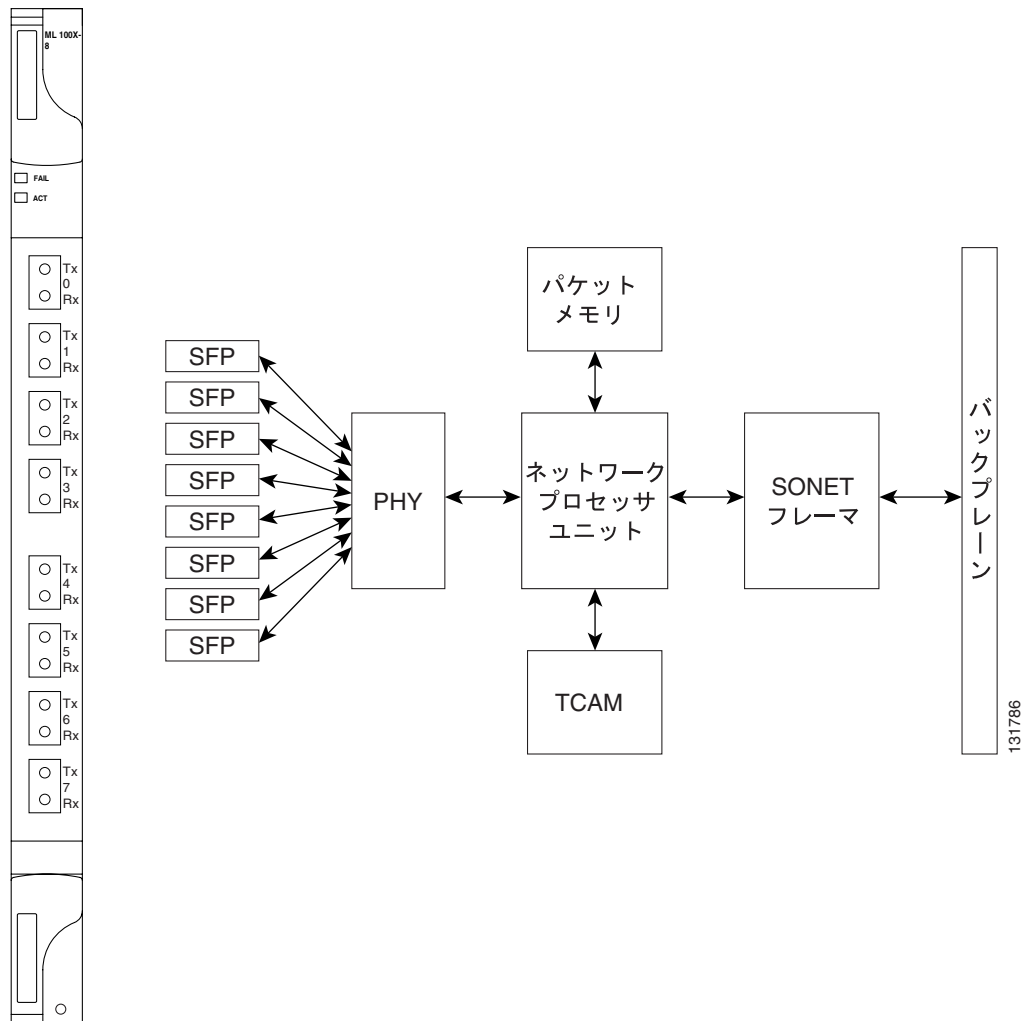 ML 100X-
8
FAIL
ACT
Tx
0
Rx
Tx
1
Rx
Tx
2
Rx
Tx
3
Rx
Tx
4
Rx
Tx
5
Rx
Tx
6
Rx
Tx
7
Rx
SFP
SFP
SFP
SFP
SFP
SFP
SFP
SFP
PHY
パケット
メモリ
ネットワーク
プロセッサ
ユニット
TCAM
SONET
フレーマ
バックプレーン
131786